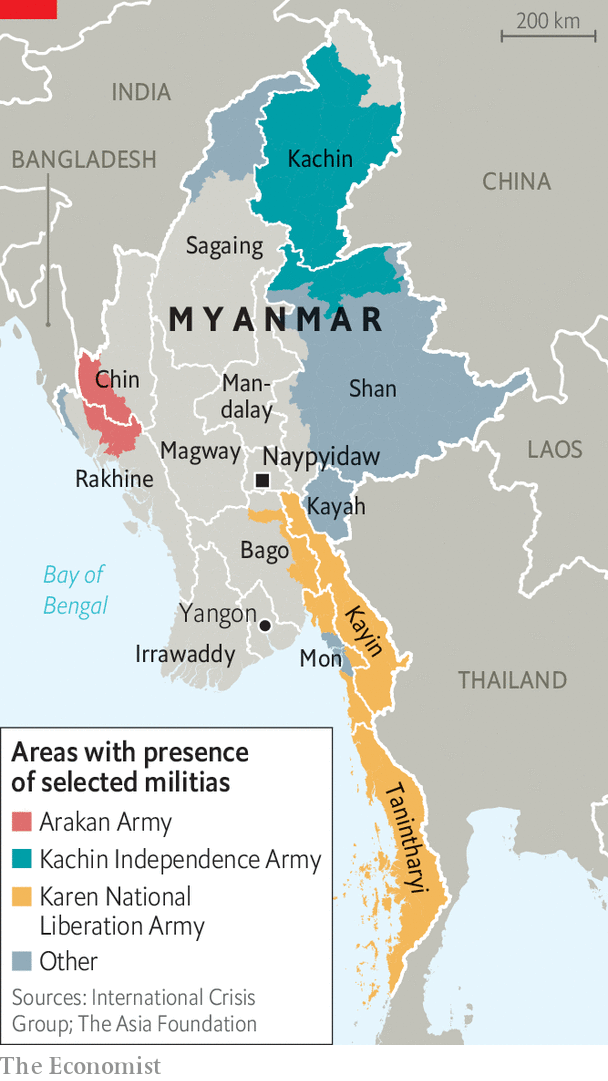 200 km
INDIA
BANGLADESH
Kachin
CHINA
Sagaing
MYANMAR
Chin
Man-
dalay
Shan
Magway
Naypyidaw
LAOS
Rakhine
Kayah
Bago
Bay of
Bengal
Yangon
Kayin
Irrawaddy
Mon
THAILAND
Tanintharyi
Areas with presence
of selected militias
Arakan Army
Kachin Independence Army
Karen National
Liberation Army
Other
Sources: International Crisis
Group; The Asia Foundation
The Economist